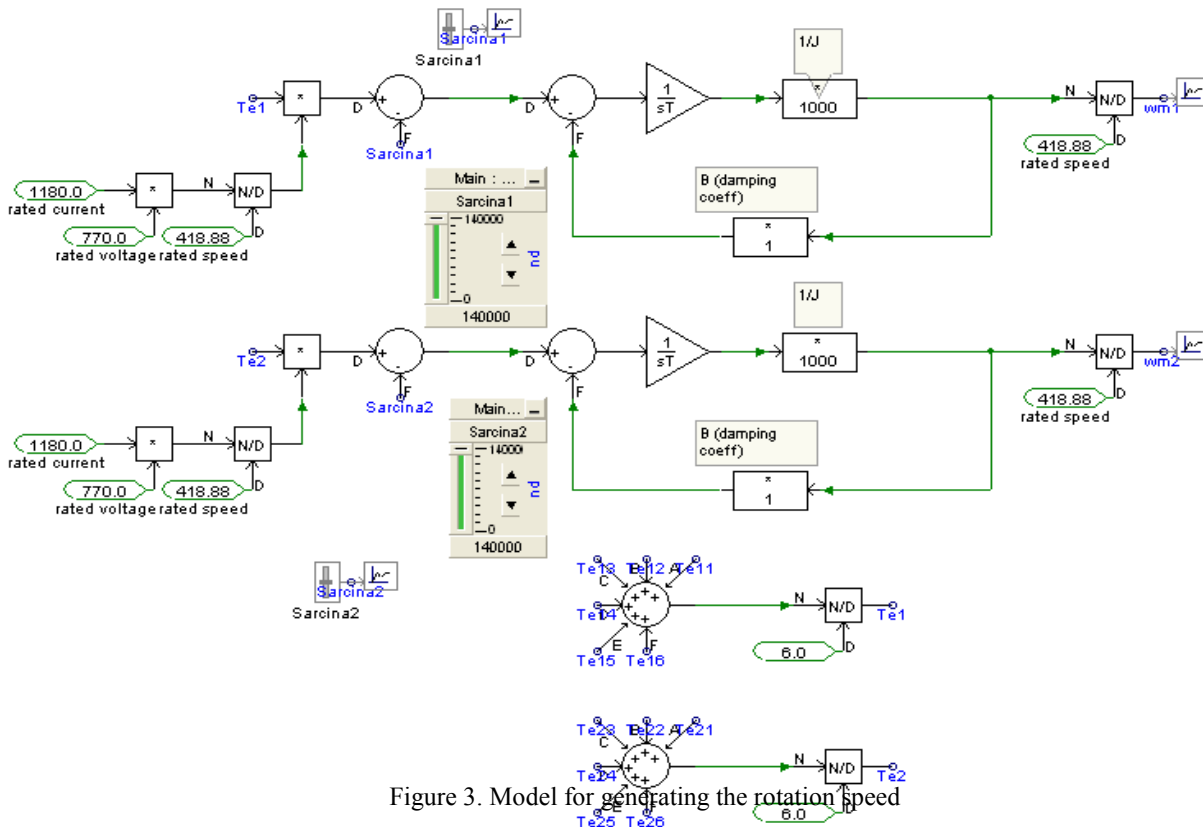 Sarcina1
Sarcina1
1/J
Te1
*
D
+
-
F
Sarcina1
D
+
-
F
1
sT
*
1000
N
N/D
D
wm1
418.88
rated speed
1180.0
rated current
*
N
N/D
D
770.0
rated voltage
418.88
rated speed
Main : ...
Sarcina1
140000
0
pu
140000
B (damping
coeff)
*
1
1/J
Te2
*
D
+
-
F
Sarcina2
D
+
-
F
1
sT
*
1000
N
N/D
D
wm2
418.88
rated speed
1180.0
rated current
*
N
N/D
D
770.0
rated voltage
418.88
rated speed
Main...
Sarcina2
14000
0
pu
140000
B (damping
coeff)
*
1
Sarcina2
Sarcina2
Te13
Te12
Te11
C
B
A
Te14
D
+ + + + + +
E
F
Te15
Te16
N
N/D
D
6.0
Te1
Te23
Te22
Te21
C
B
A
Te24
D
+ + + + + +
E
F
Te25
Te26
N
N/D
D
6.0
Te2
Figure 3. Model for generating the rotation speed